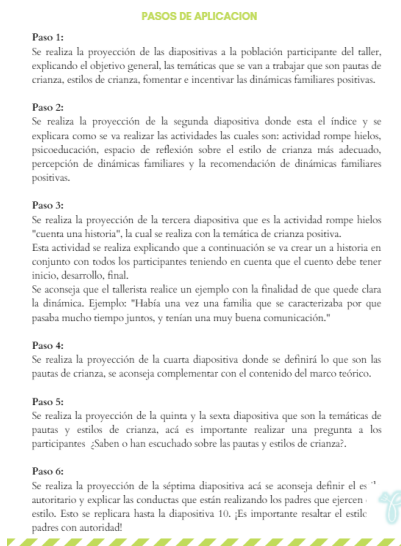 PASOS DE APLICACION
Paso 1:
Se realiza la proyección de las diapositivas a la población participante del taller,
explicando el objetivo general, las temáticas que se van a trabajar que son pautas de
crianza, estilos de crianza, fomentar e incentivar las dinámicas familiares positivas.
Paso 2:
Se realiza la proyección de la segunda diapositiva donde esta el índice y se
explicara como se va realizar las actividades las cuales son: actividad rompe hielos,
psicoeducación, espacio de reflexión sobre el estilo de crianza más adecuado,
percepción de dinámicas familiares y la recomendación de dinámicas familiares
positivas.
Paso 3:
Se realiza la proyección de la tercera diapositiva que es la actividad rompe hielos
"cuenta una historia", la cual se realiza con la temática de crianza positiva.
Esta actividad se realiza explicando que a continuación se va crear un a historia en
conjunto con todos los participantes teniendo en cuenta que el cuento debe tener
inicio, desarrollo, final.
Se aconseja que el tallerista realice un ejemplo con la finalidad de que quede clara
la dinámica. Ejemplo: "Había una vez una familia que se caracterizaba por que
pasaba mucho tiempo juntos, y tenían una muy buena comunicación."
Paso 4:
Se realiza la proyección de la cuarta diapositiva donde se definirá lo que son las
pautas de crianza, se aconseja complementar con el contenido del marco teórico.
Paso 5:
Se realiza la proyección de la quinta y la sexta diapositiva que son la temáticas de
pautas y estilos de crianza, acá es importante realizar una pregunta a los
participantes ¿Saben o han escuchado sobre las pautas y estilos de crianza?.
Paso 6:
Se realiza la proyección de la séptima diapositiva acá se aconseja definir el
autoritario y explicar las conductas que están realizando los padres que ejercen
estilo. Esto se replicara hasta la diapositiva 10. ¡Es importante resaltar el
padres con autoridad!